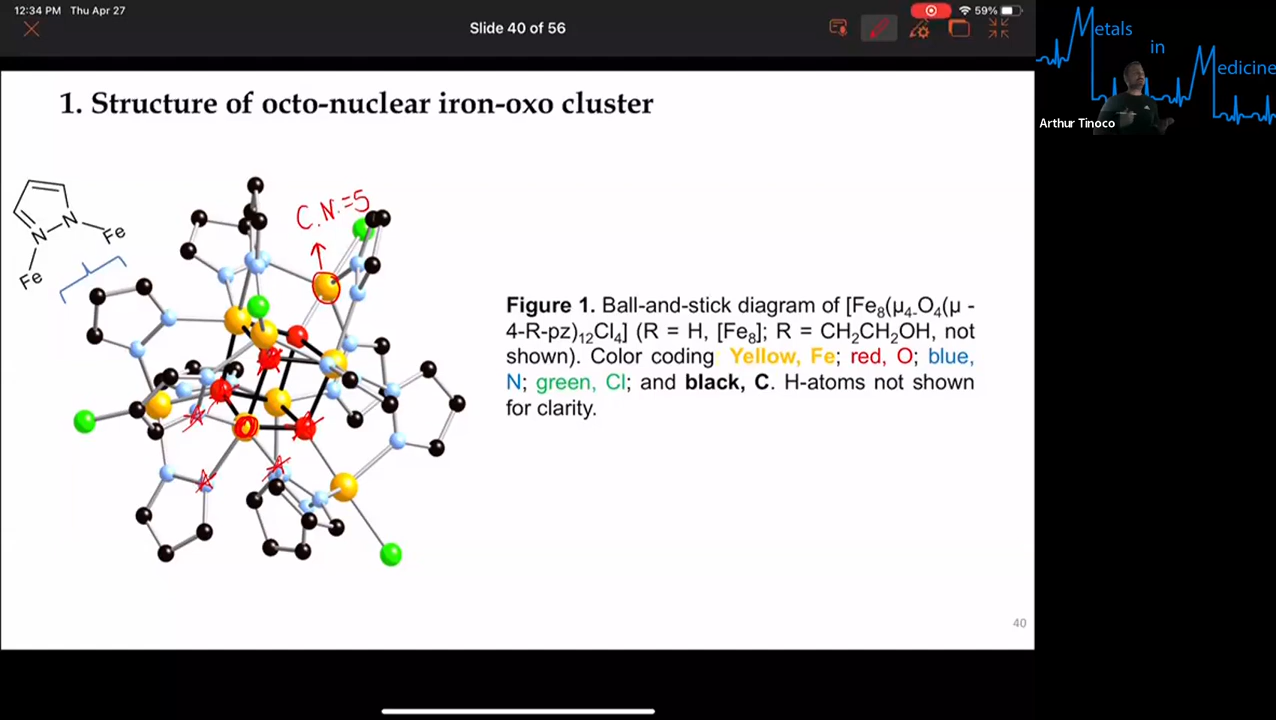 12:34 PM Thu Apr 27
Slide 40 of 56
59%
Metals
in
Medicine
Arthur Tinoco
1. Structure of octo-nuclear iron-oxo cluster
C.N.=5
N
N
Fe
Fe
Figure 1. Ball-and-stick diagram of [Fe8(μ4-O4(μ -
4-R-pz)12Cl4] (R = H, [Fe8]; R = CH2CH2OH, not
shown). Color coding Yellow, Fe; red, O; blue,
N; green, Cl; and black, C. H-atoms not shown
for clarity.
40